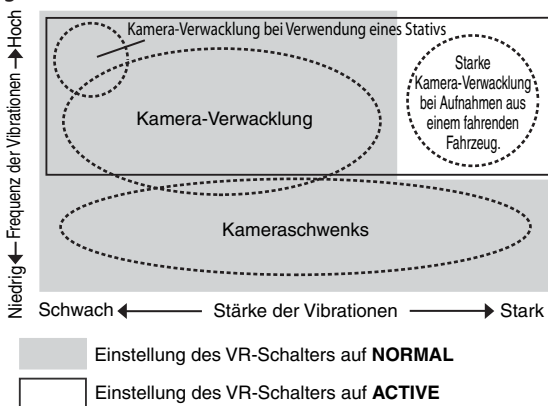 Kamera-Verwacklung bei Verwendung eines Stativs
Starke
Kamera-Verwacklung
bei Aufnahmen aus
einem fahrenden
Fahrzeug.
Kamera-Verwacklung
Kameraschwenks
Niedrig
Frequenz der Vibrationen
Hoch
Schwach
Stärke der Vibrationen
Stark
Einstellung des VR-Schalters auf NORMAL
Einstellung des VR-Schalters auf ACTIVE